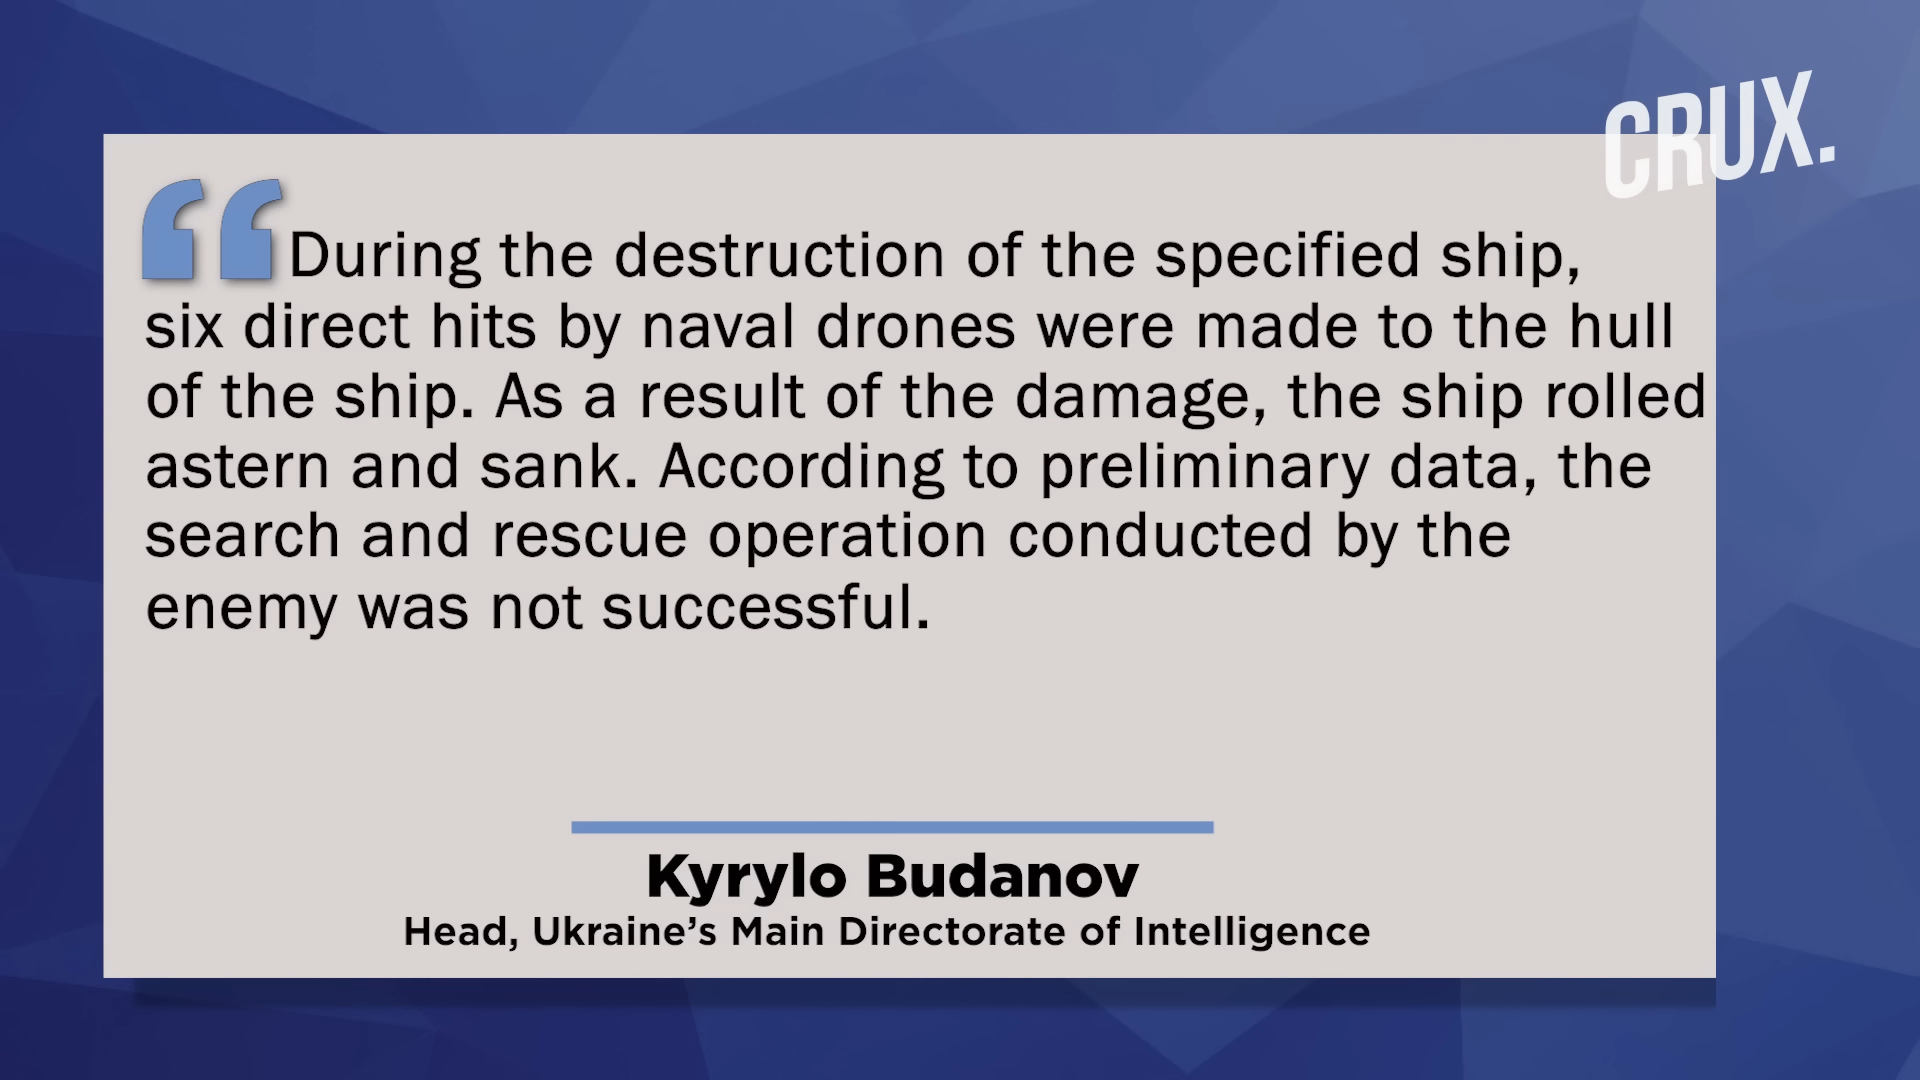 CRUX.
“During the destruction of the specified ship,
six direct hits by naval drones were made to the hull
of the ship. As a result of the damage, the ship rolled
astern and sank. According to preliminary data, the
search and rescue operation conducted by the
enemy was not successful.
Kyrylo Budanov
Head, Ukraine’s Main Directorate of Intelligence